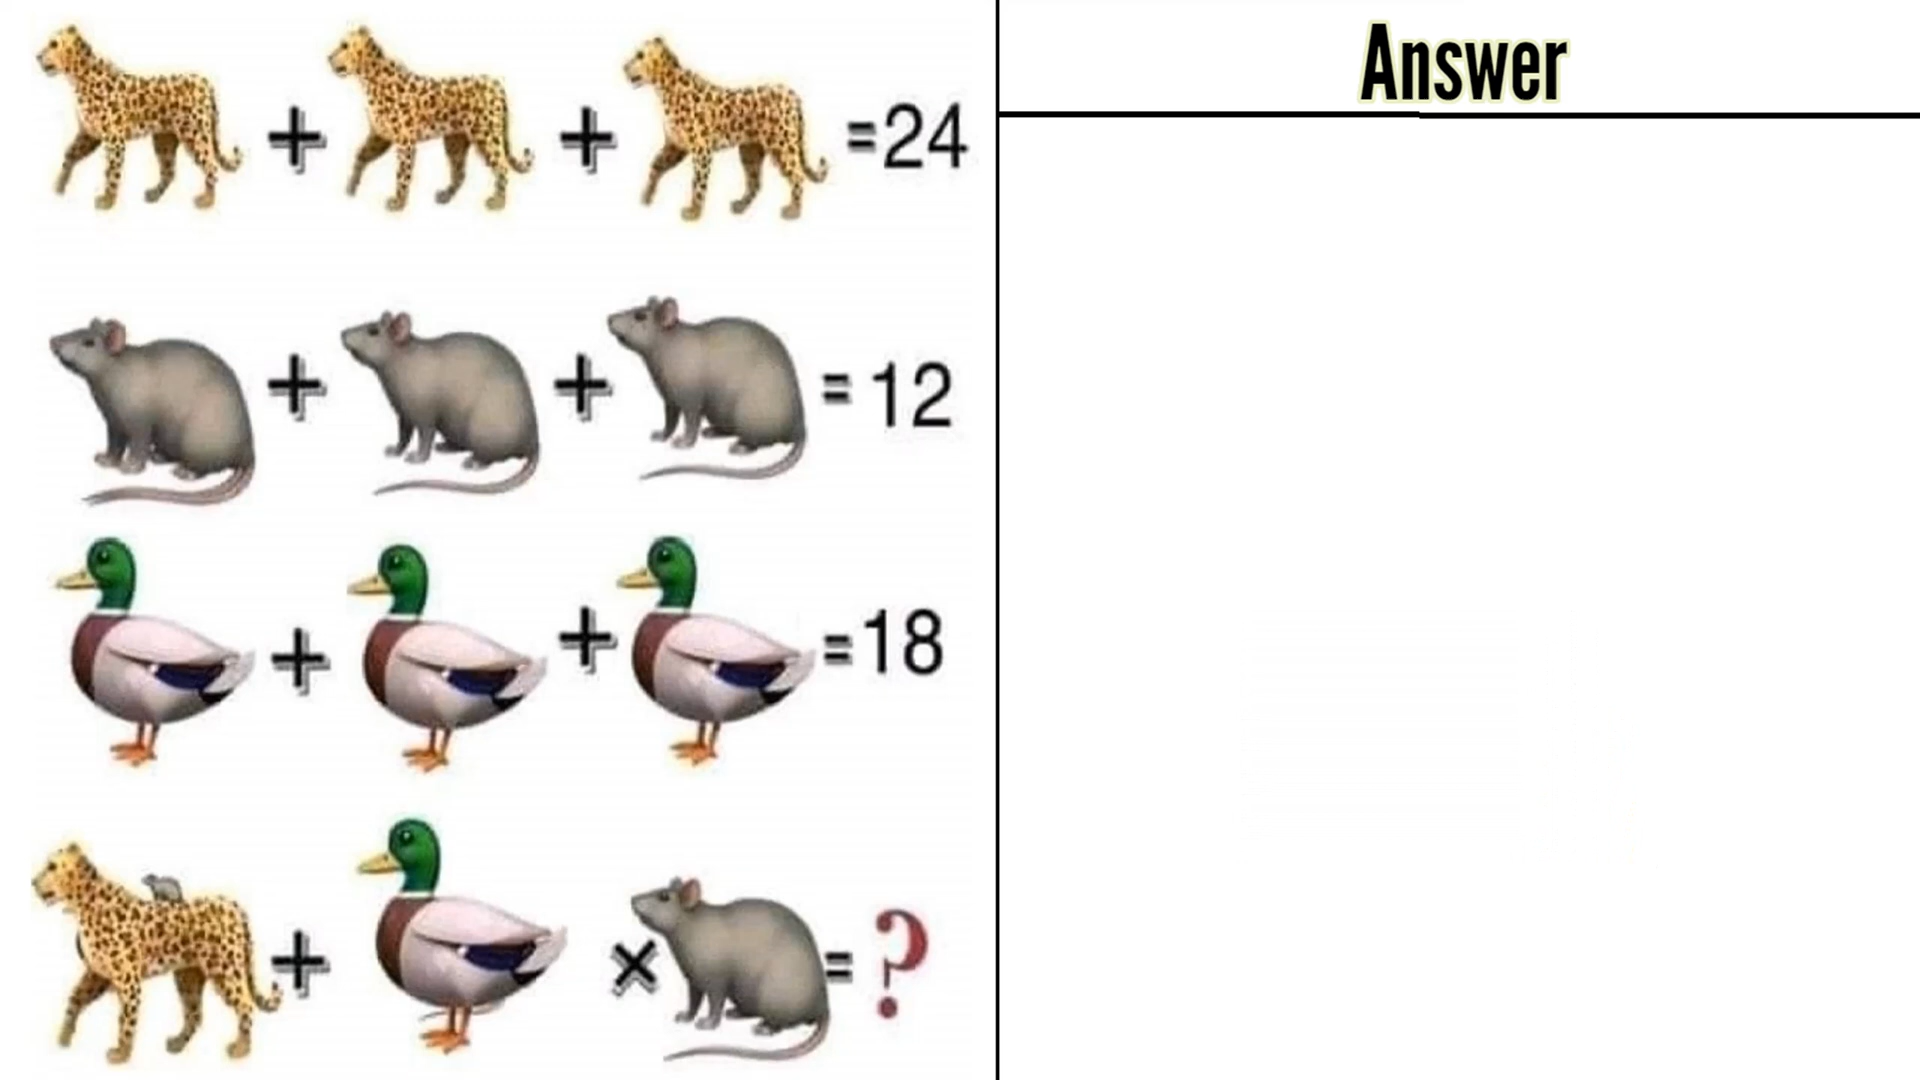 Answer
+ + =24
+ + = 12
+ + =18
+ × = ?